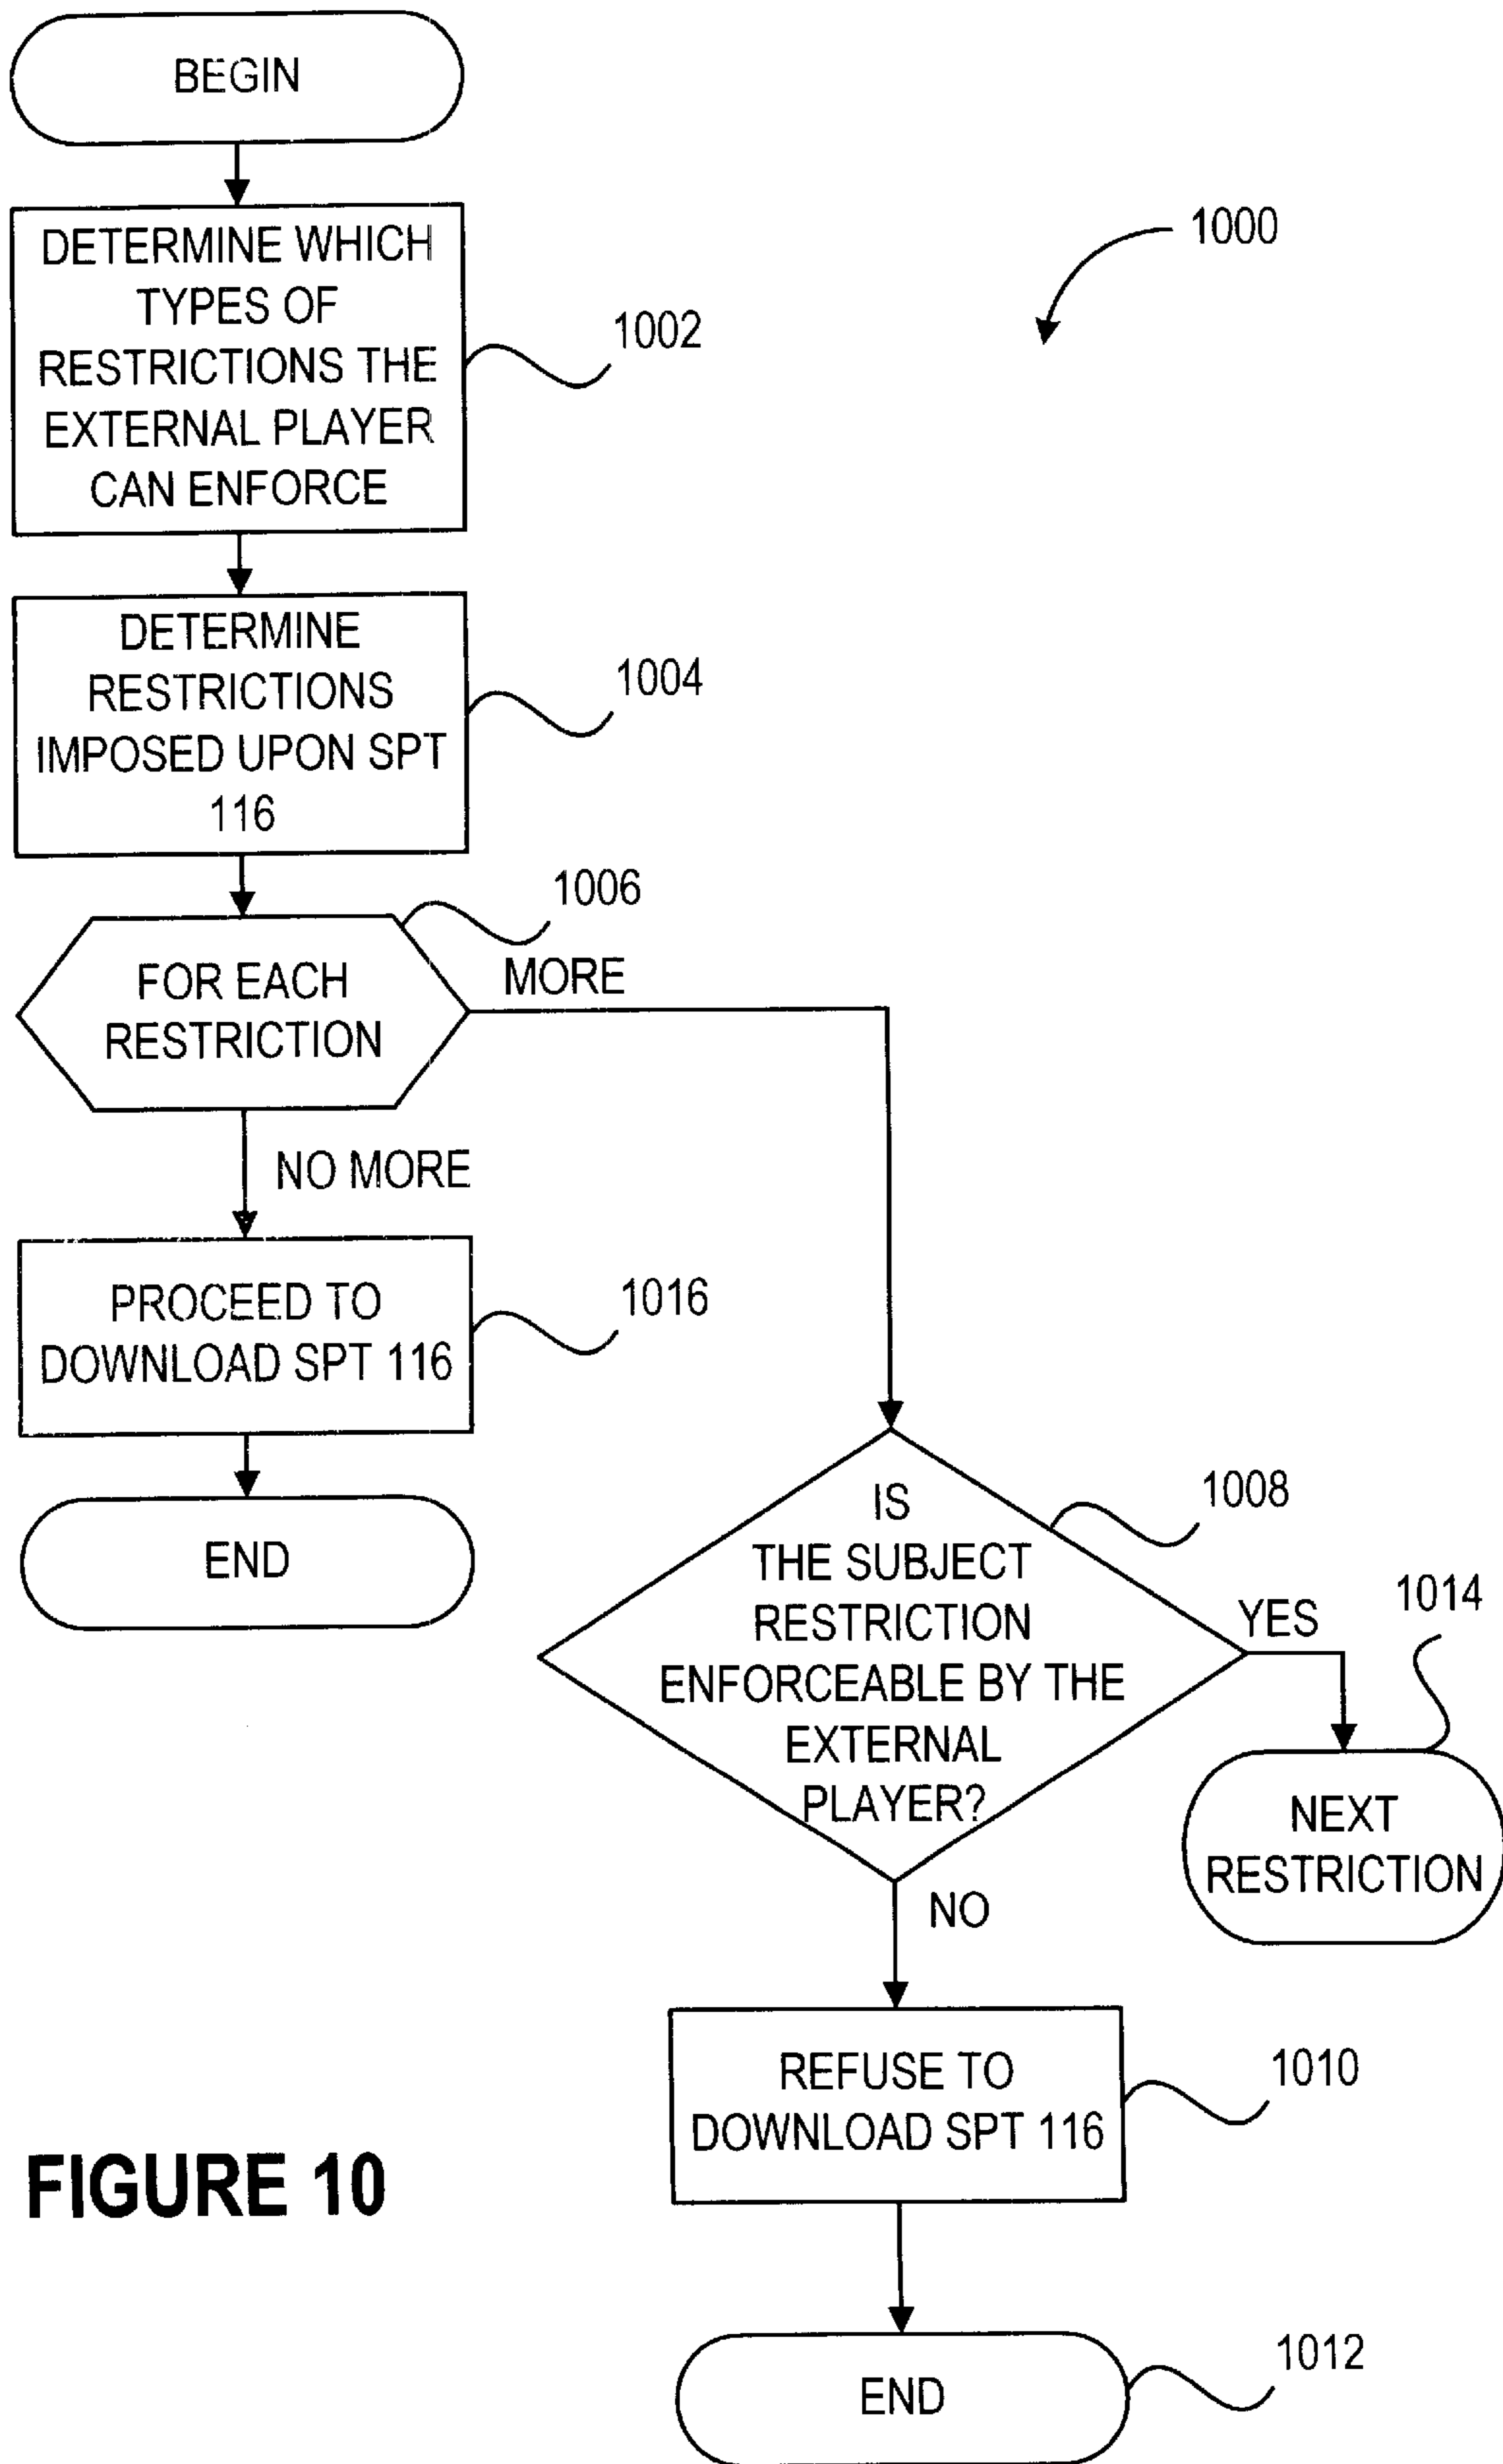 BEGIN
1000
DETERMINE WHICH
TYPES OF
RESTRICTIONS THE
EXTERNAL PLAYER
CAN ENFORCE
1002
DETERMINE
RESTRICTIONS
IMPOSED UPON SPT
116
1004
1006
FOR EACH
RESTRICTION
MORE
NO MORE
PROCEED TO
DOWNLOAD SPT 116
1016
END
IS
THE SUBJECT
RESTRICTION
ENFORCEABLE BY THE
EXTERNAL
PLAYER?
1008
YES
1014
NEXT
RESTRICTION
NO
REFUSE TO
DOWNLOAD SPT 116
1010
FIGURE 10
END
1012